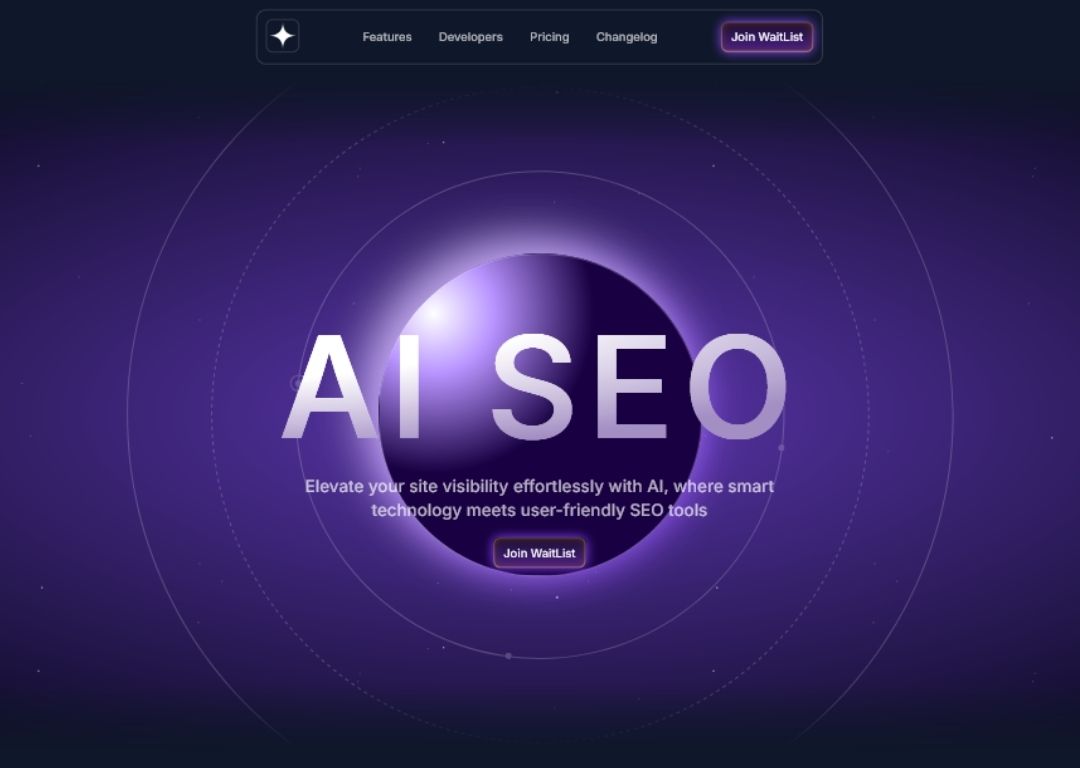 Features
Developers
Pricing
Changelog
Join WaitList
AI SEO
Elevate your site visibility effortlessly with AI, where smart
technology meets user-friendly SEO tools
Join WaitList